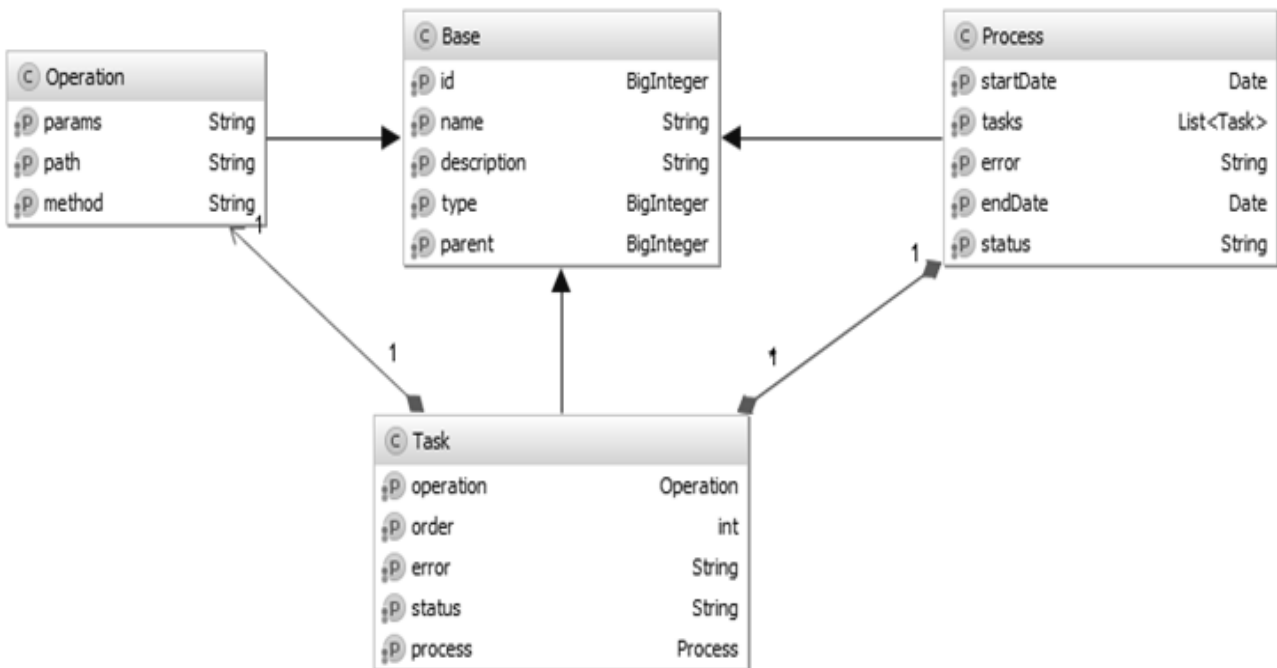 C Operation
P params String
P path String
P method String
C Base
P id BigInteger
P name String
P description String
P type BigInteger
P parent BigInteger
C Process
P startDate Date
P tasks List<Task>
P error String
P endDate Date
P status String
1
1
1
1
C Task
P operation Operation
P order int
P error String
P status String
P process Process